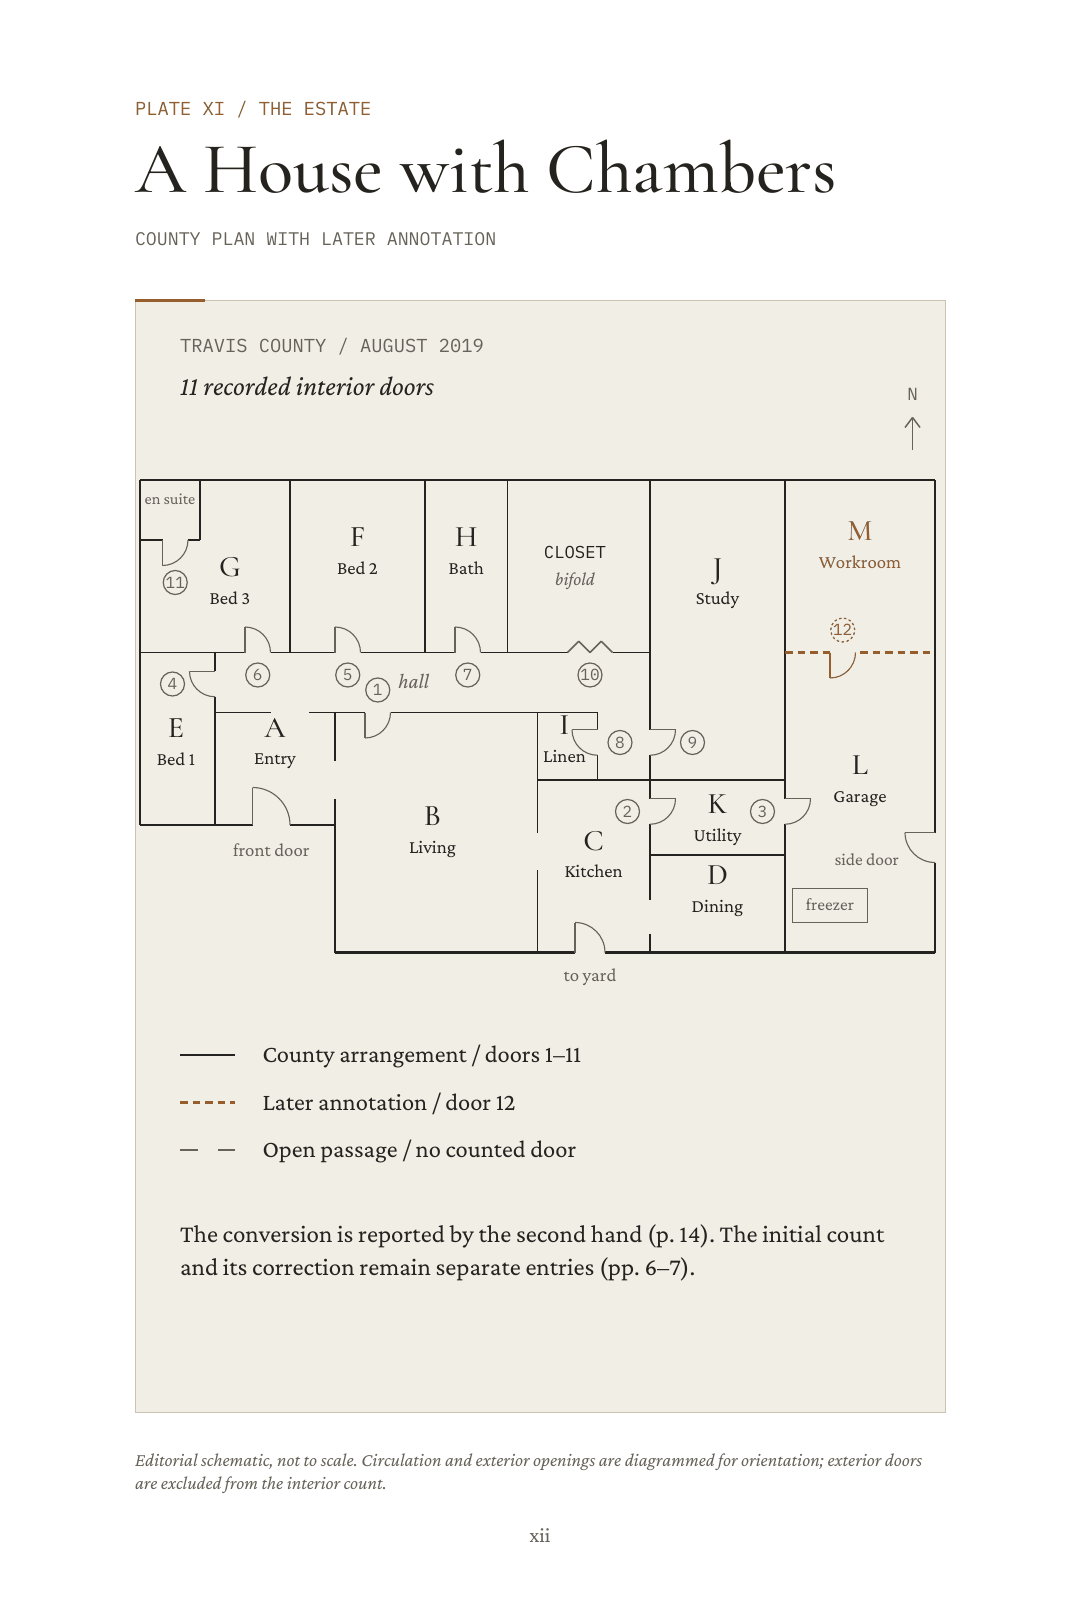 PLATE XI / THE ESTATE
A House with Chambers
COUNTY PLAN WITH LATER ANNOTATION
TRAVIS COUNTY / AUGUST 2019
11 recorded interior doors
N
en suite
11
G
Bed 3
F
Bed 2
H
Bath
CLOSET
bifold
J
Study
M
Workroom
12
4
6
5
1
hall
7
10
E
Bed 1
A
Entry
I
Linen
8
9
L
Garage
B
Living
2
K
Utility
3
C
Kitchen
D
Dining
front door
side door
freezer
to yard
County arrangement / doors 1–11
Later annotation / door 12
Open passage / no counted door
The conversion is reported by the second hand (p. 14). The initial count
and its correction remain separate entries (pp. 6–7).
Editorial schematic, not to scale. Circulation and exterior openings are diagrammed for orientation; exterior doors
are excluded from the interior count.
xii